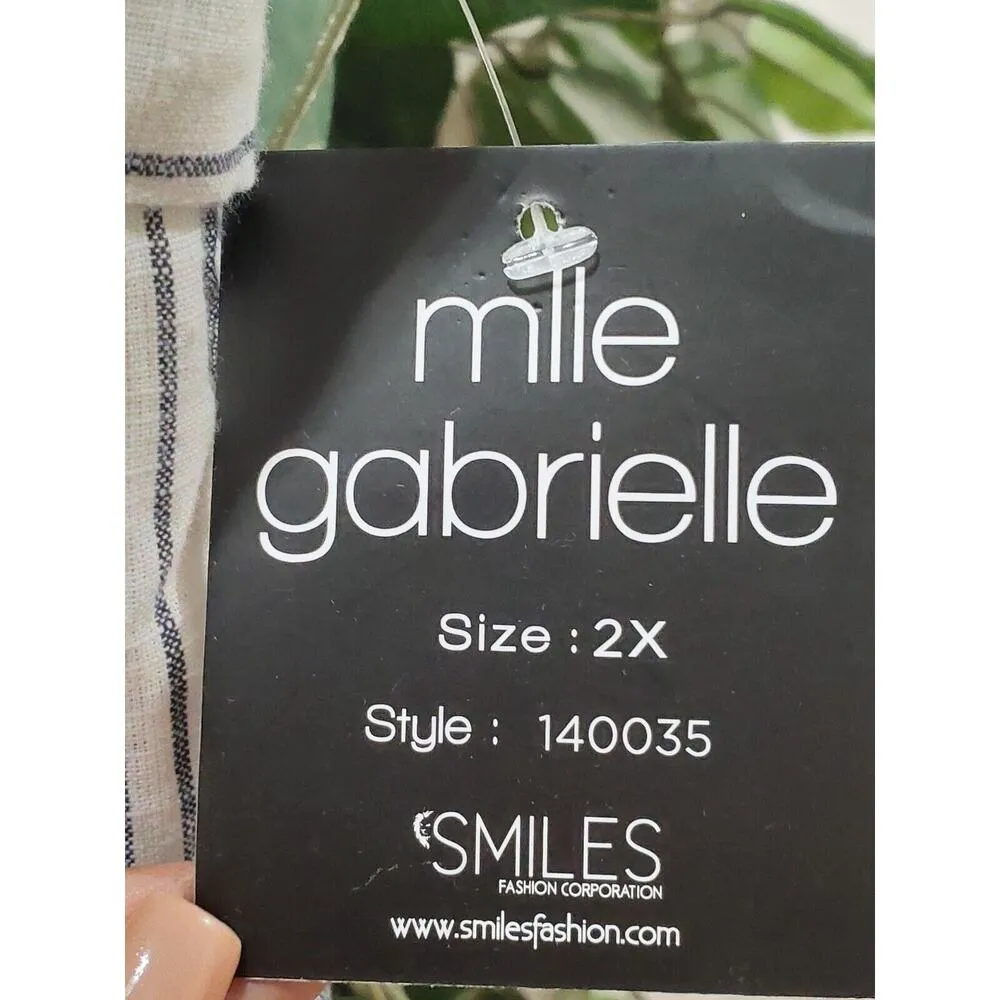 mlle
gabrielle
Size : 2X
Style : 140035
SMILES
FASHION CORPORATION
www.smilesfashion.com